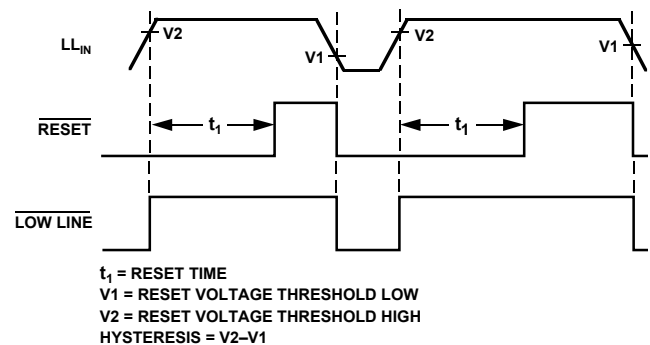 LL_IN V2 V1 V2 V1
RESET t1 t1
LOW LINE
t1 = RESET TIME
V1 = RESET VOLTAGE THRESHOLD LOW
V2 = RESET VOLTAGE THRESHOLD HIGH
HYSTERESIS = V2–V1